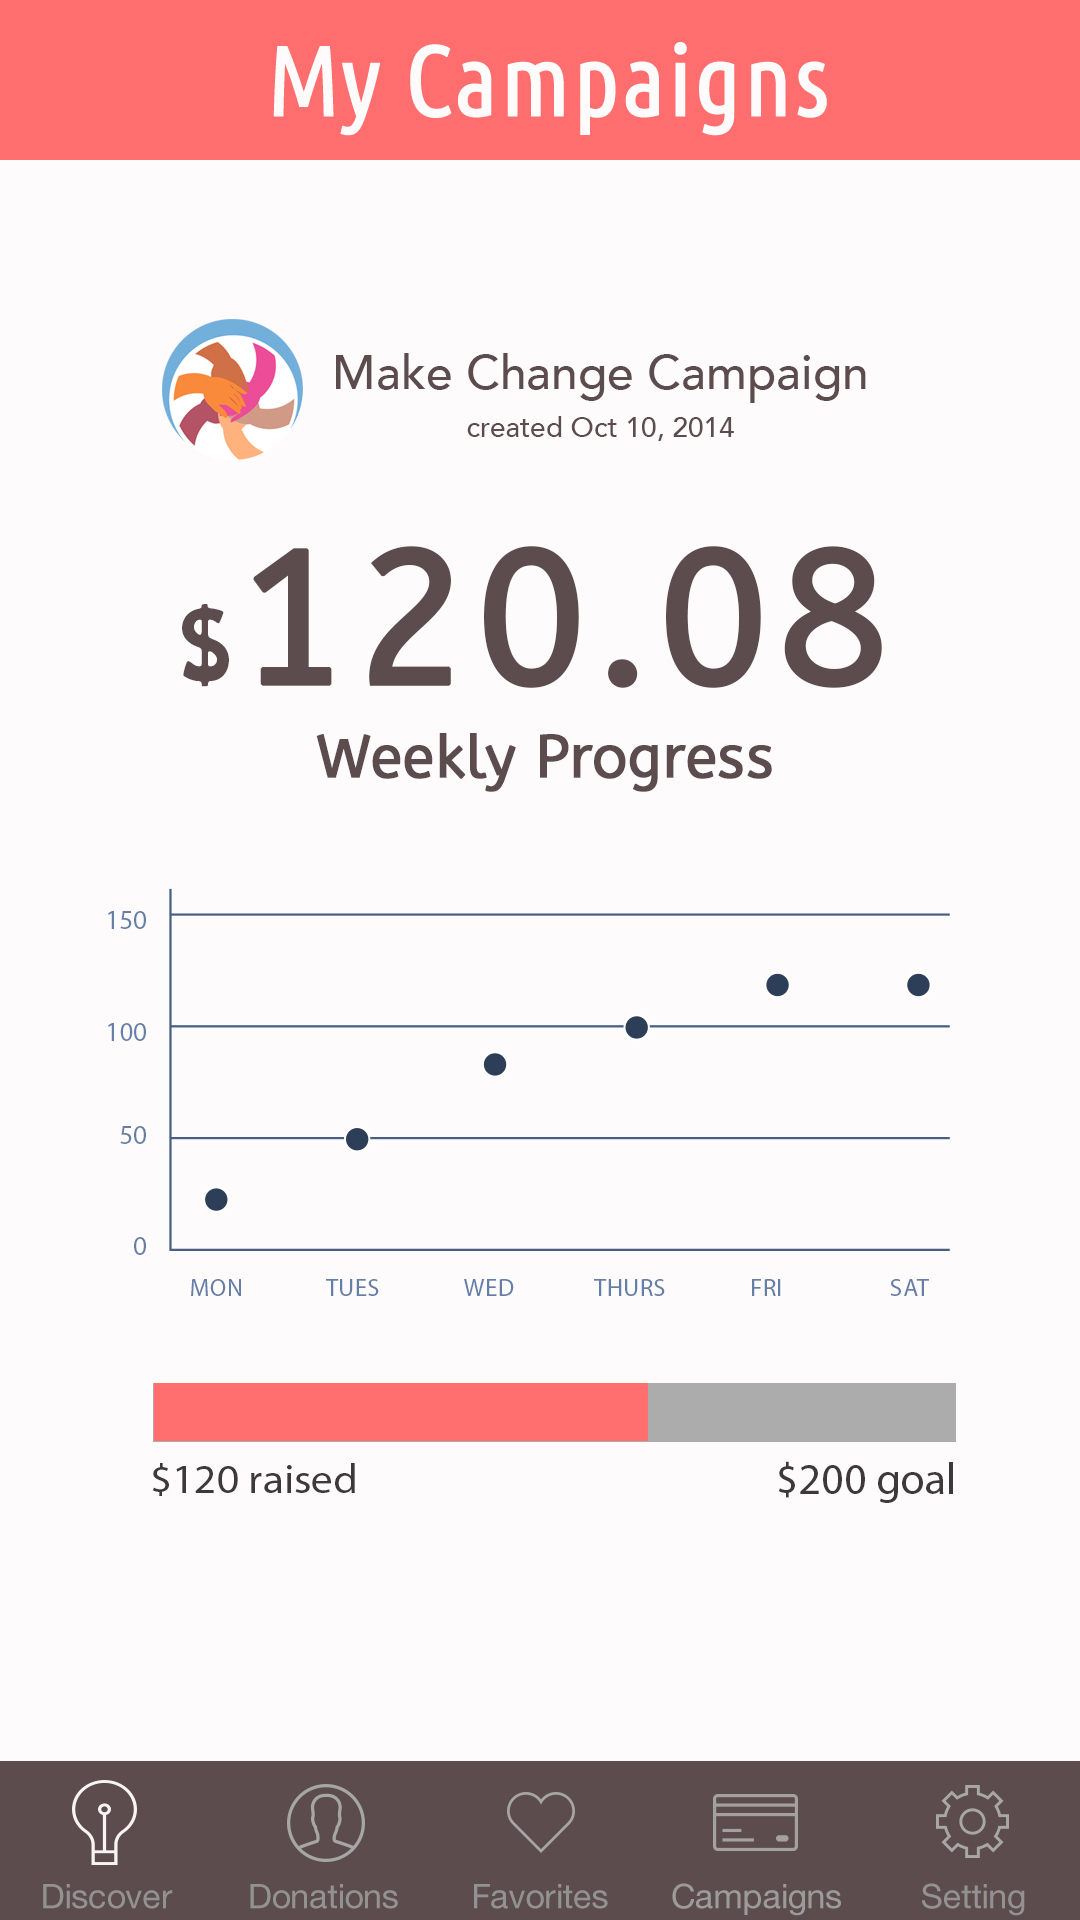 My Campaigns
Make Change Campaign
created Oct 10, 2014
$120.08
Weekly Progress
150
100
50
0
MON TUES WED THURS FRI SAT
$120 raised $200 goal
Discover Donations Favorites Campaigns Setting